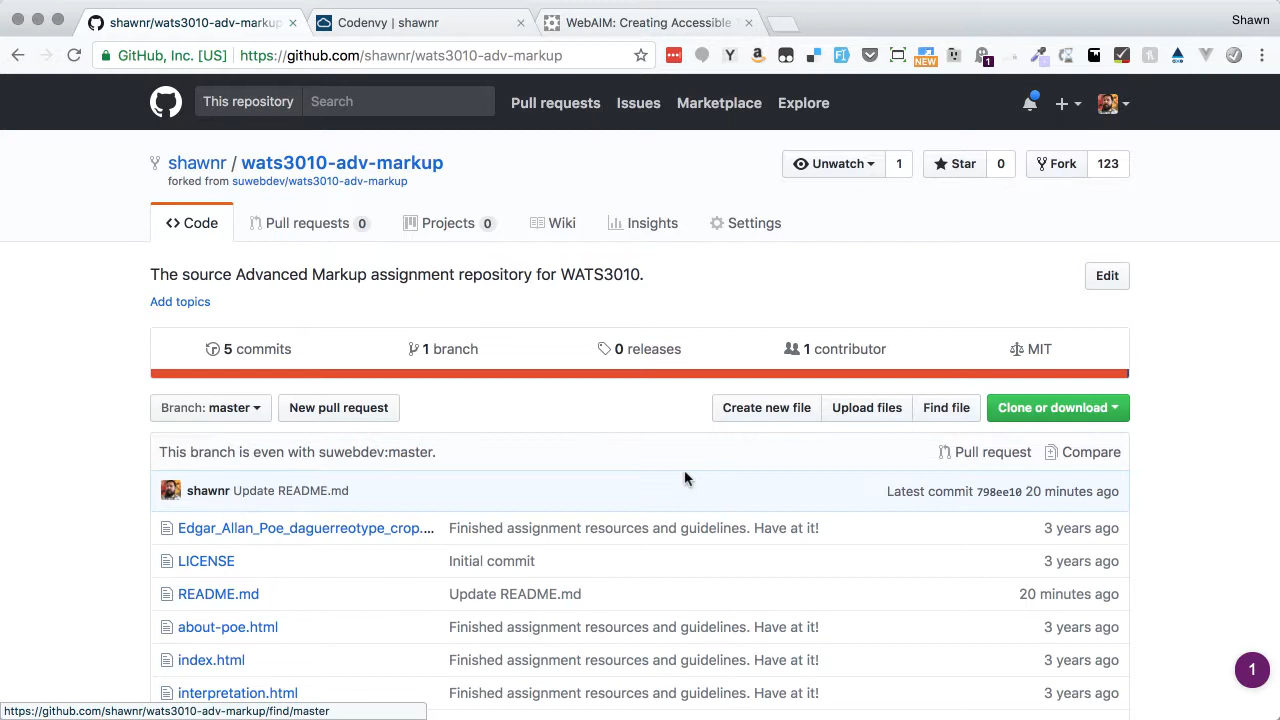 shawnr/wats3010-adv-markup
Codenvy | shawnr
WebAIM: Creating Accessible
Shawn
GitHub, Inc. [US] https://github.com/shawnr/wats3010-adv-markup
NEW
1
This repository Search Pull requests Issues Marketplace Explore
shawnr / wats3010-adv-markup
Unwatch 1 Star 0 Fork 123
forked from suwebdev/wats3010-adv-markup
Code Pull requests 0 Projects 0 Wiki Insights Settings
The source Advanced Markup assignment repository for WATS3010.
Edit
Add topics
5 commits 1 branch 0 releases 1 contributor MIT
Branch: master New pull request Create new file Upload files Find file Clone or download
This branch is even with suwebdev:master. Pull request Compare
shawnr Update README.md Latest commit 798ee10 20 minutes ago
Edgar_Allan_Poe_daguerreotype_crop.... Finished assignment resources and guidelines. Have at it! 3 years ago
LICENSE Initial commit 3 years ago
README.md Update README.md 20 minutes ago
about-poe.html Finished assignment resources and guidelines. Have at it! 3 years ago
index.html Finished assignment resources and guidelines. Have at it! 3 years ago
1
interpretation.html Finished assignment resources and guidelines. Have at it! 3 years ago
https://github.com/shawnr/wats3010-adv-markup/find/master